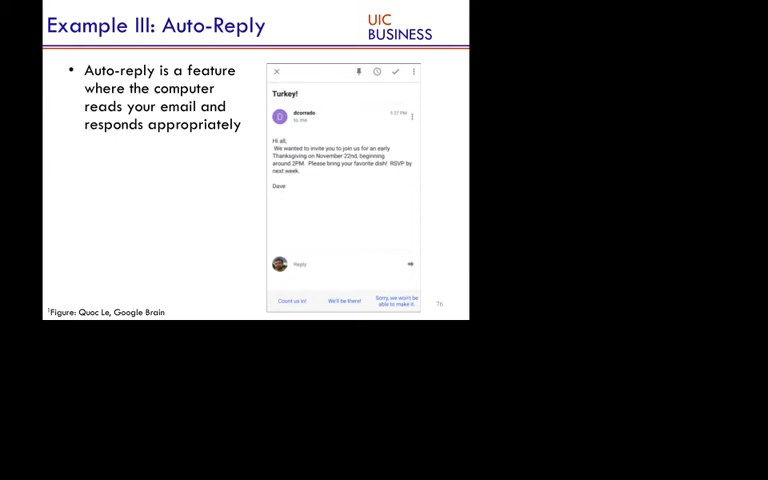 Example III: Auto-Reply
UIC
BUSINESS
• Auto-reply is a feature
where the computer
reads your email and
responds appropriately
Turkey!
D
dcorrado
to me
5:37 PM
Hi all,
We wanted to invite you to join us for an early
Thanksgiving on November 22nd, beginning
around 2PM. Please bring your favorite dish! RSVP by
next week.
Dave
Reply
Count us in!
We'll be there!
Sorry, we won't be
able to make it.
¹Figure: Quoc Le, Google Brain
76